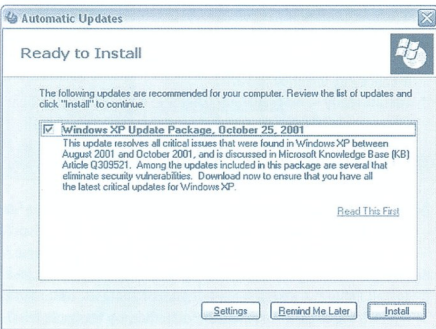 Automatic Updates
Ready to Install
The following updates are recommended for your computer. Review the list of updates and
click "Install" to continue.
Windows XP Update Package, October 25, 2001
This update resolves all critical issues that were found in Windows XP between
August 2001 and October 2001, and is discussed in Microsoft Knowledge Base (KB)
Article Q309521. Among the updates included in this package are several that
eliminate security vulnerabilities. Download now to ensure that you have all
the latest critical updates for Windows XP.
Read This First
Settings
Remind Me Later
Install